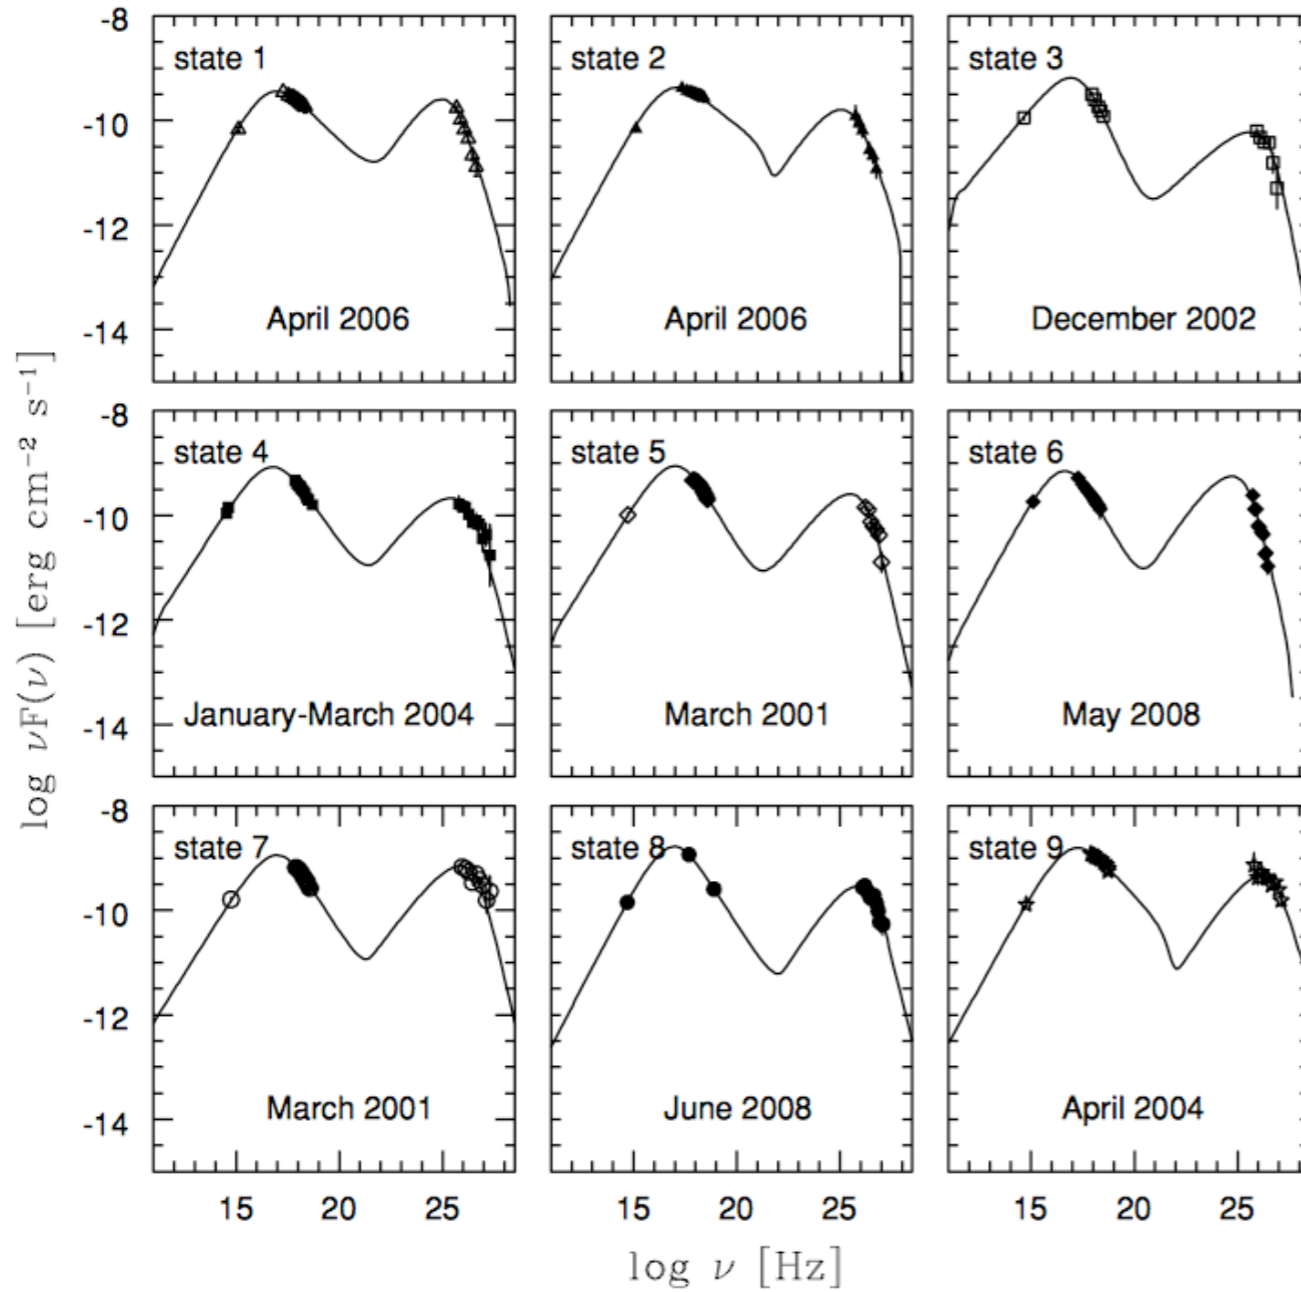 -8
-10
-12
-14
state 1
April 2006
state 2
April 2006
state 3
December 2002
-8
-10
-12
-14
state 4
January-March 2004
state 5
March 2001
state 6
May 2008
-8
-10
-12
-14
state 7
March 2001
state 8
June 2008
state 9
April 2004
15 20 25
15 20 25
15 20 25
log ν [Hz]
log νF(ν) [erg cm⁻² s⁻¹]